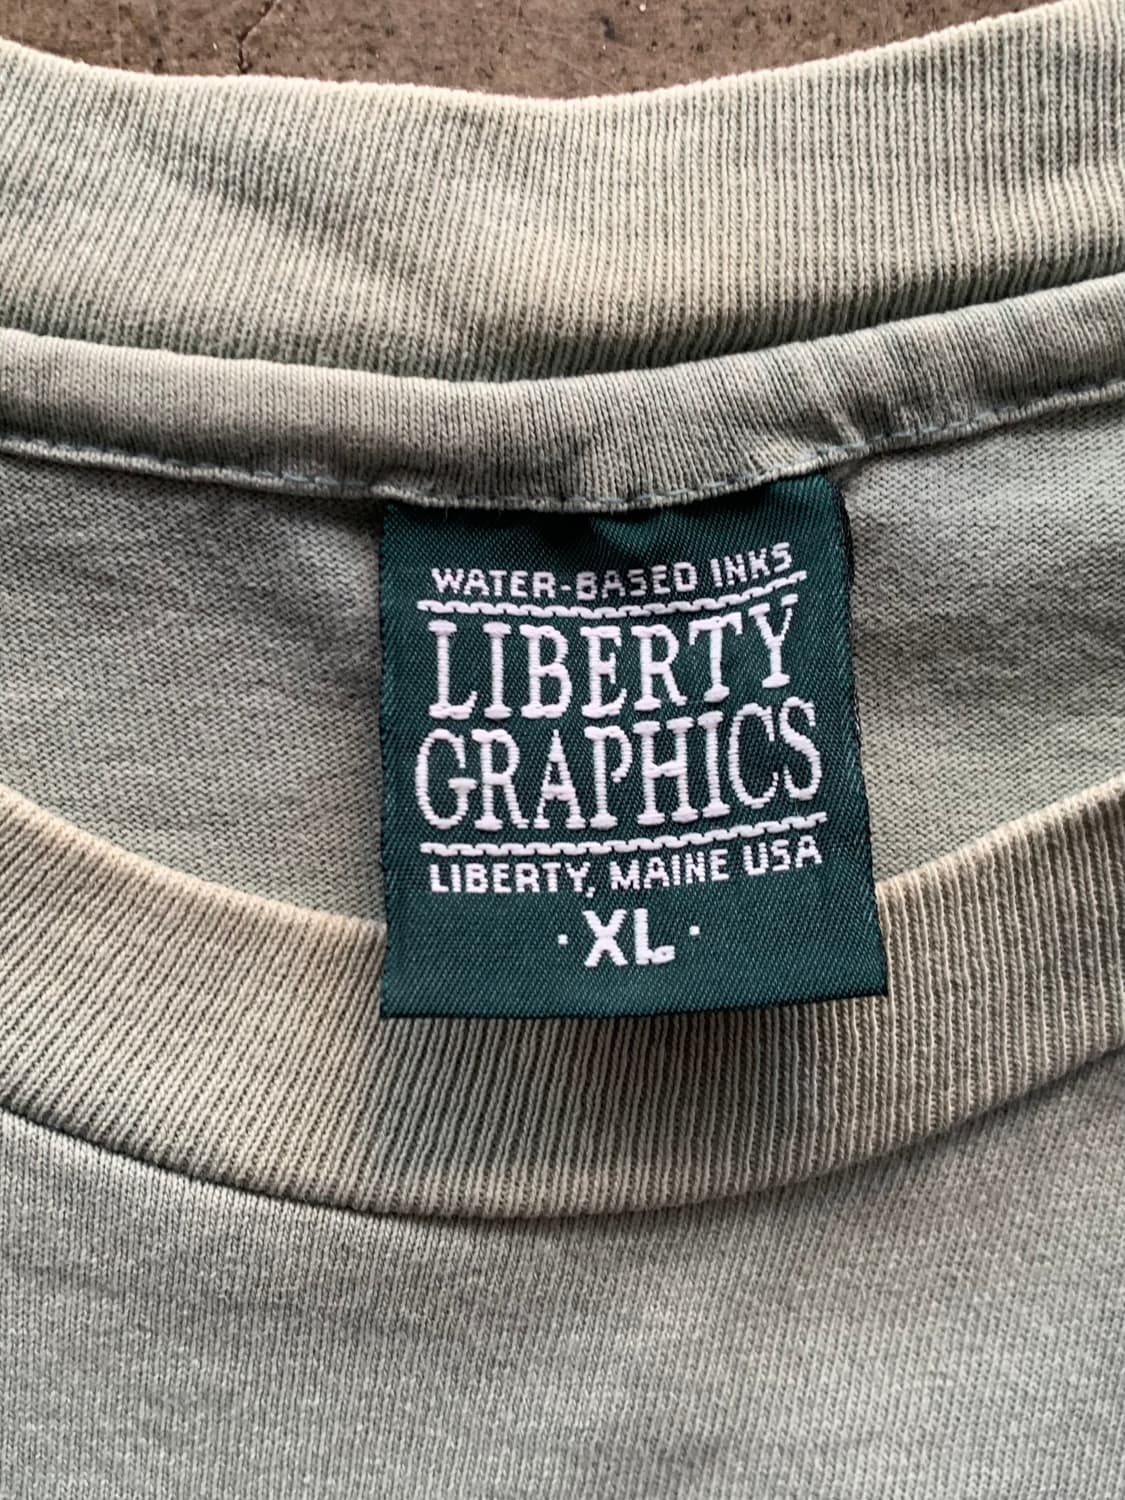 WATER-BASED INKS
LIBERTY
GRAPHICS
LIBERTY, MAINE USA
· XL ·